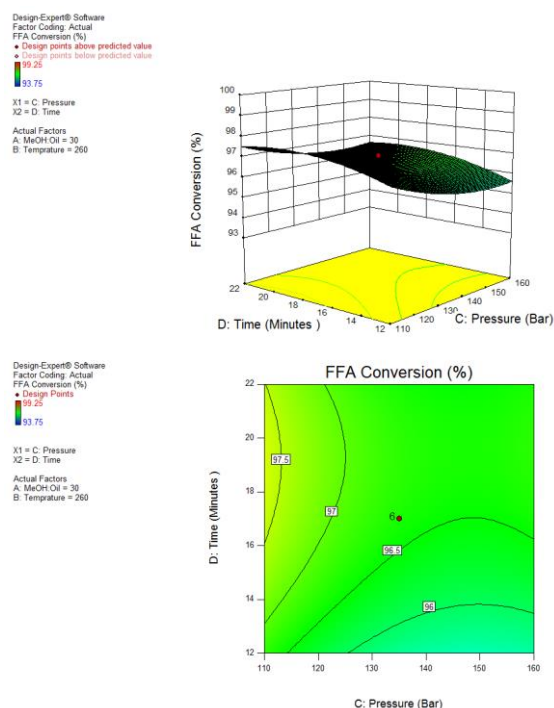 Design-Expert® Software
Factor Coding: Actual
FFA Conversion (%)
Design points above predicted value
Design points below predicted value
99.25
93.75
X1 = C: Pressure
X2 = D: Time
Actual Factors
A: MeOH:Oil = 30
B: Temprature = 260
FFA Conversion (%)
100
99
98
97
96
95
94
93
22
20
18
16
14
12
D: Time (Minutes )
110
120
130
140
150
160
C: Pressure (Bar)
Design-Expert® Software
Factor Coding: Actual
FFA Conversion (%)
Design Points
99.25
93.75
X1 = C: Pressure
X2 = D: Time
Actual Factors
A: MeOH:Oil = 30
B: Temprature = 260
FFA Conversion (%)
D: Time (Minutes )
22
20
18
16
14
12
97.5
97
6
96.5
96
110
120
130
140
150
160
C: Pressure (Bar)